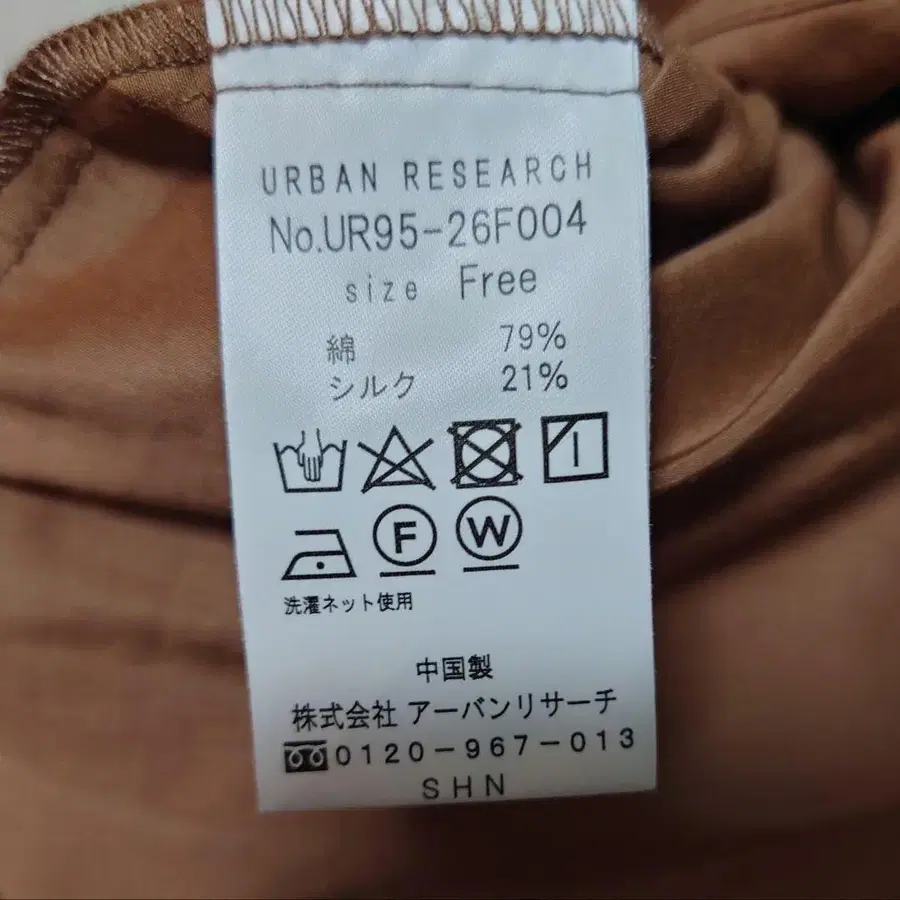 URBAN RESEARCH
No.UR95-26F004
size Free
綿 79%
シルク 21%
F W
洗濯ネット使用
中国製
株式会社 アーバンリサーチ
0120-967-013
SHN